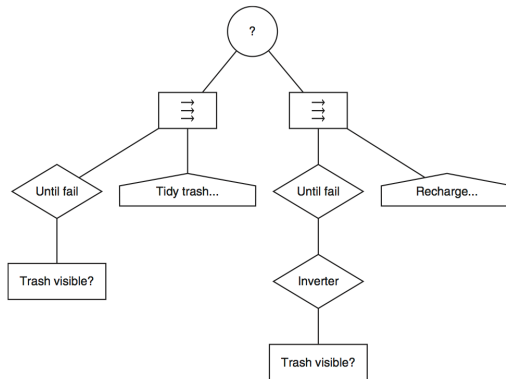 ?
Until fail
Tidy trash...
Until fail
Recharge...
Trash visible?
Inverter
Trash visible?